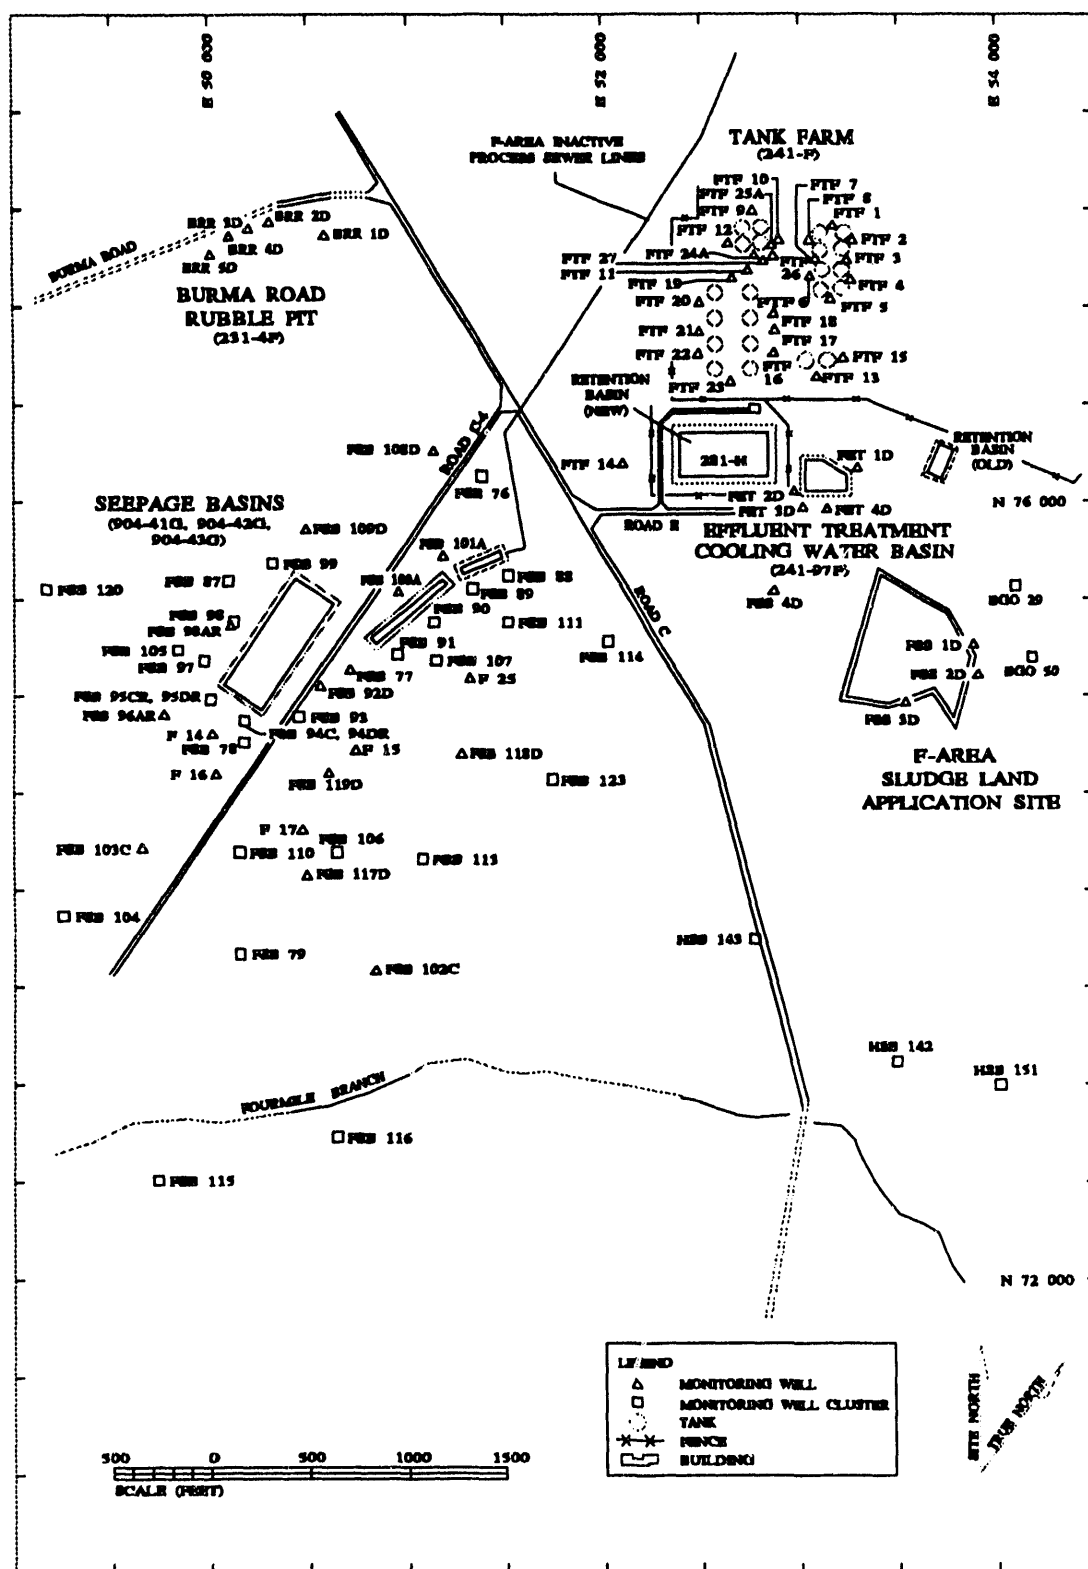 E 50 000
E 52 000
E 54 000
F-AREA INACTIVE
PROCESS SEWER LINES
TANK FARM
(241-F)
FTF 10
FTF 7
FTF 25
FTF 8
FTF 9
FTF 1
FTF 12
FTF 2
FTF 27
FTF 24
FTF 26
FTF 3
FTF 11
FTF 19
FTF 4
FTF 20
FTF 6
FTF 5
FTF 18
FTF 21
FTF 17
FTF 22
FTF 15
FTF 16
FTF 23
FTF 13
BRR 3D
BRR 2D
BRR 4D
BRR 1D
BRR 5D
BURMA ROAD
BURMA ROAD
RUBBLE PIT
(231-4F)
RETENTION
BASIN
(NEW)
281-H
FTF 14
RETENTION
BASIN
(OLD)
FET 1D
FET 2D
FET 3D
FET 4D
N 76 000
ROAD E
EFFLUENT TREATMENT
COOLING WATER BASIN
(241-97F)
FSB 108D
ROAD C-4
FSB 76
SEEPAGE BASINS
(904-41G, 904-42G,
904-43G)
FSB 109D
FSB 101A
FSB 99
FSB 100A
FSB 88
FSB 87
FSB 89
FSB 120
FSB 90
FSB 98
FSB 98AR
FSB 111
FSB 91
FSB 105
FSB 107
FSB 97
FSB 77
F 25
FSB 114
ROAD C
FSB 92D
FSB 95CR, 95DR
FSB 96AR
FSB 93
FSB 94C, 94DR
F 14
FSB 78
F 15
FSB 118D
F 16
FSB 119D
FSB 123
FSS 4D
BGO 29
FSS 1D
FSS 2D
BGO 50
FSS 3D
F-AREA
SLUDGE LAND
APPLICATION SITE
F 17
FSB 106
FSB 103C
FSB 110
FSB 113
FSB 117D
FSB 104
FSB 79
FSB 102C
HSB 143
HSB 142
HSB 151
FOURMILE BRANCH
FSB 116
FSB 115
N 72 000
LEGEND
MONITORING WELL
MONITORING WELL CLUSTER
TANK
FENCE
BUILDING
SITE NORTH
TRUE NORTH
500 0 500 1000 1500
SCALE (FEET)